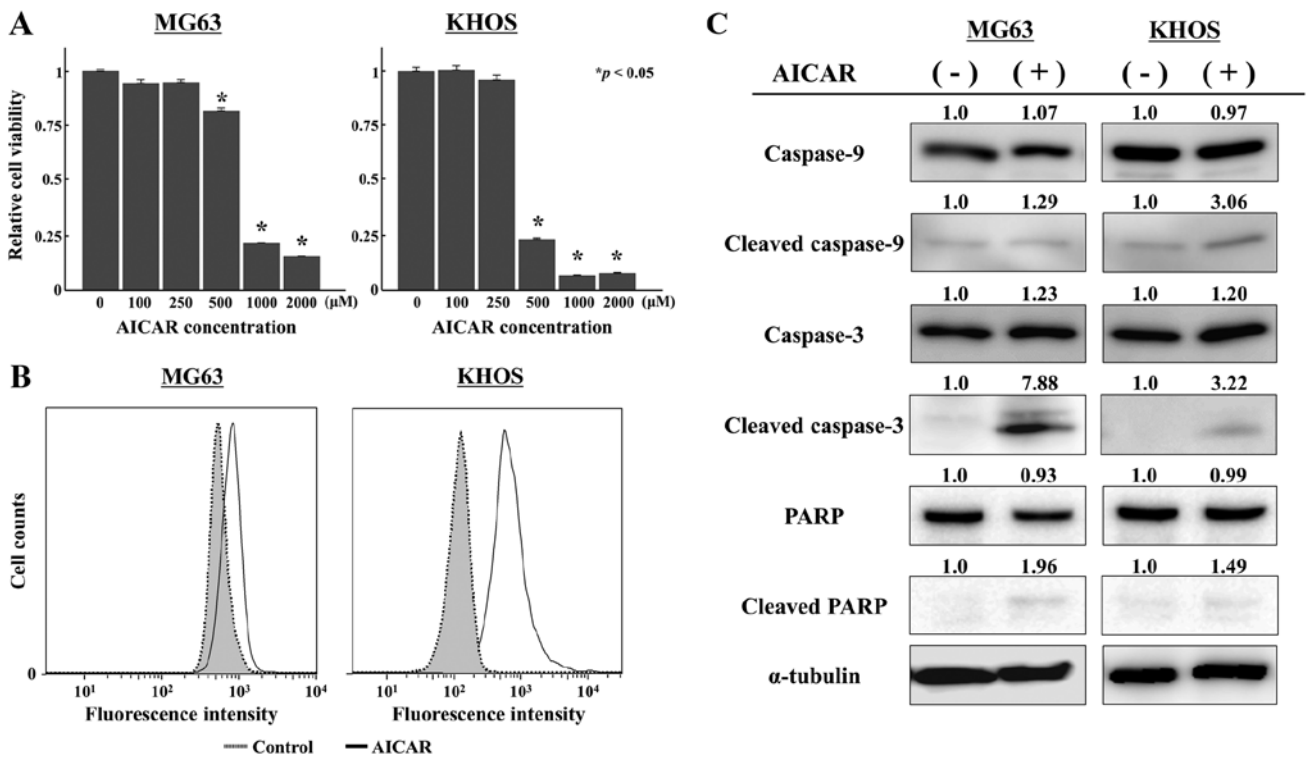 A
MG63
KHOS
Relative cell viability
1
0.75
0.5
0.25
0
*
*
*
0 100 250 500 1000 2000 (μM)
AICAR concentration
1
0.75
0.5
0.25
0
*p < 0.05
*
*
*
0 100 250 500 1000 2000 (μM)
AICAR concentration
B
MG63
KHOS
Cell counts
0
10¹ 10² 10³ 10⁴
Fluorescence intensity
10¹ 10² 10³ 10⁴
Fluorescence intensity
Control AICAR
C
MG63 KHOS
AICAR (-) (+) (-) (+)
1.0 1.07 1.0 0.97
Caspase-9
1.0 1.29 1.0 3.06
Cleaved caspase-9
1.0 1.23 1.0 1.20
Caspase-3
1.0 7.88 1.0 3.22
Cleaved caspase-3
1.0 0.93 1.0 0.99
PARP
1.0 1.96 1.0 1.49
Cleaved PARP
α-tubulin